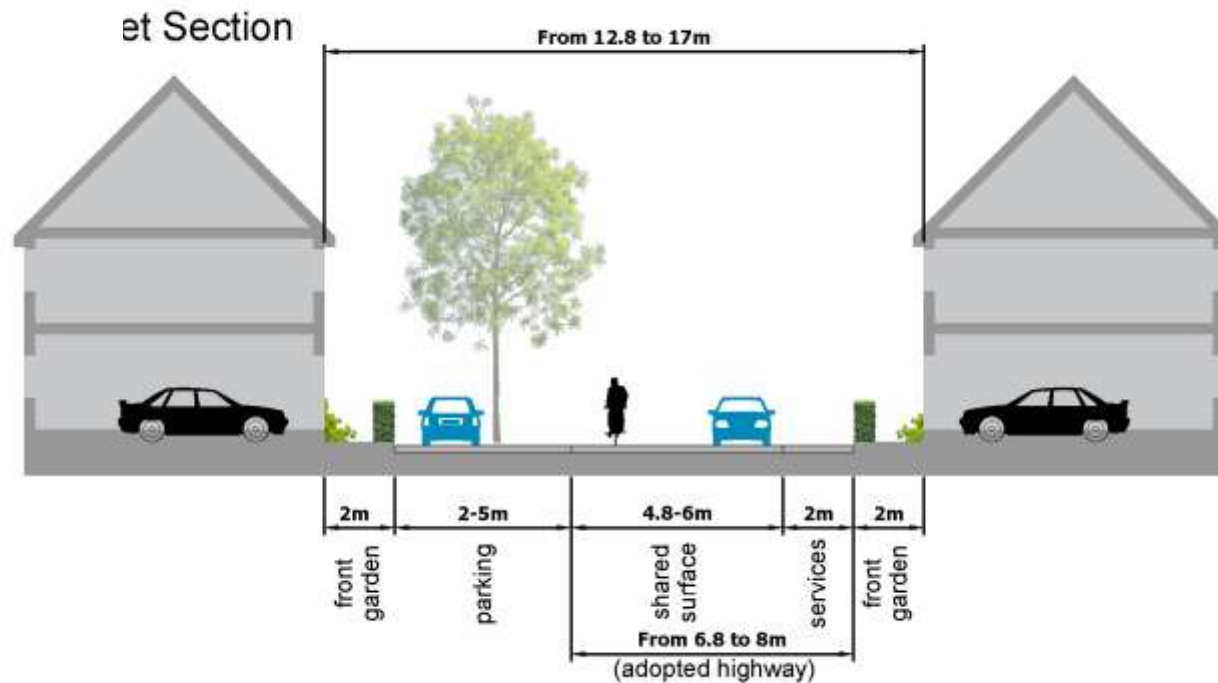 et Section
From 12.8 to 17m
2m
2-5m
4.8-6m
2m
2m
front
garden
parking
shared
surface
services
front
garden
From 6.8 to 8m
(adopted highway)